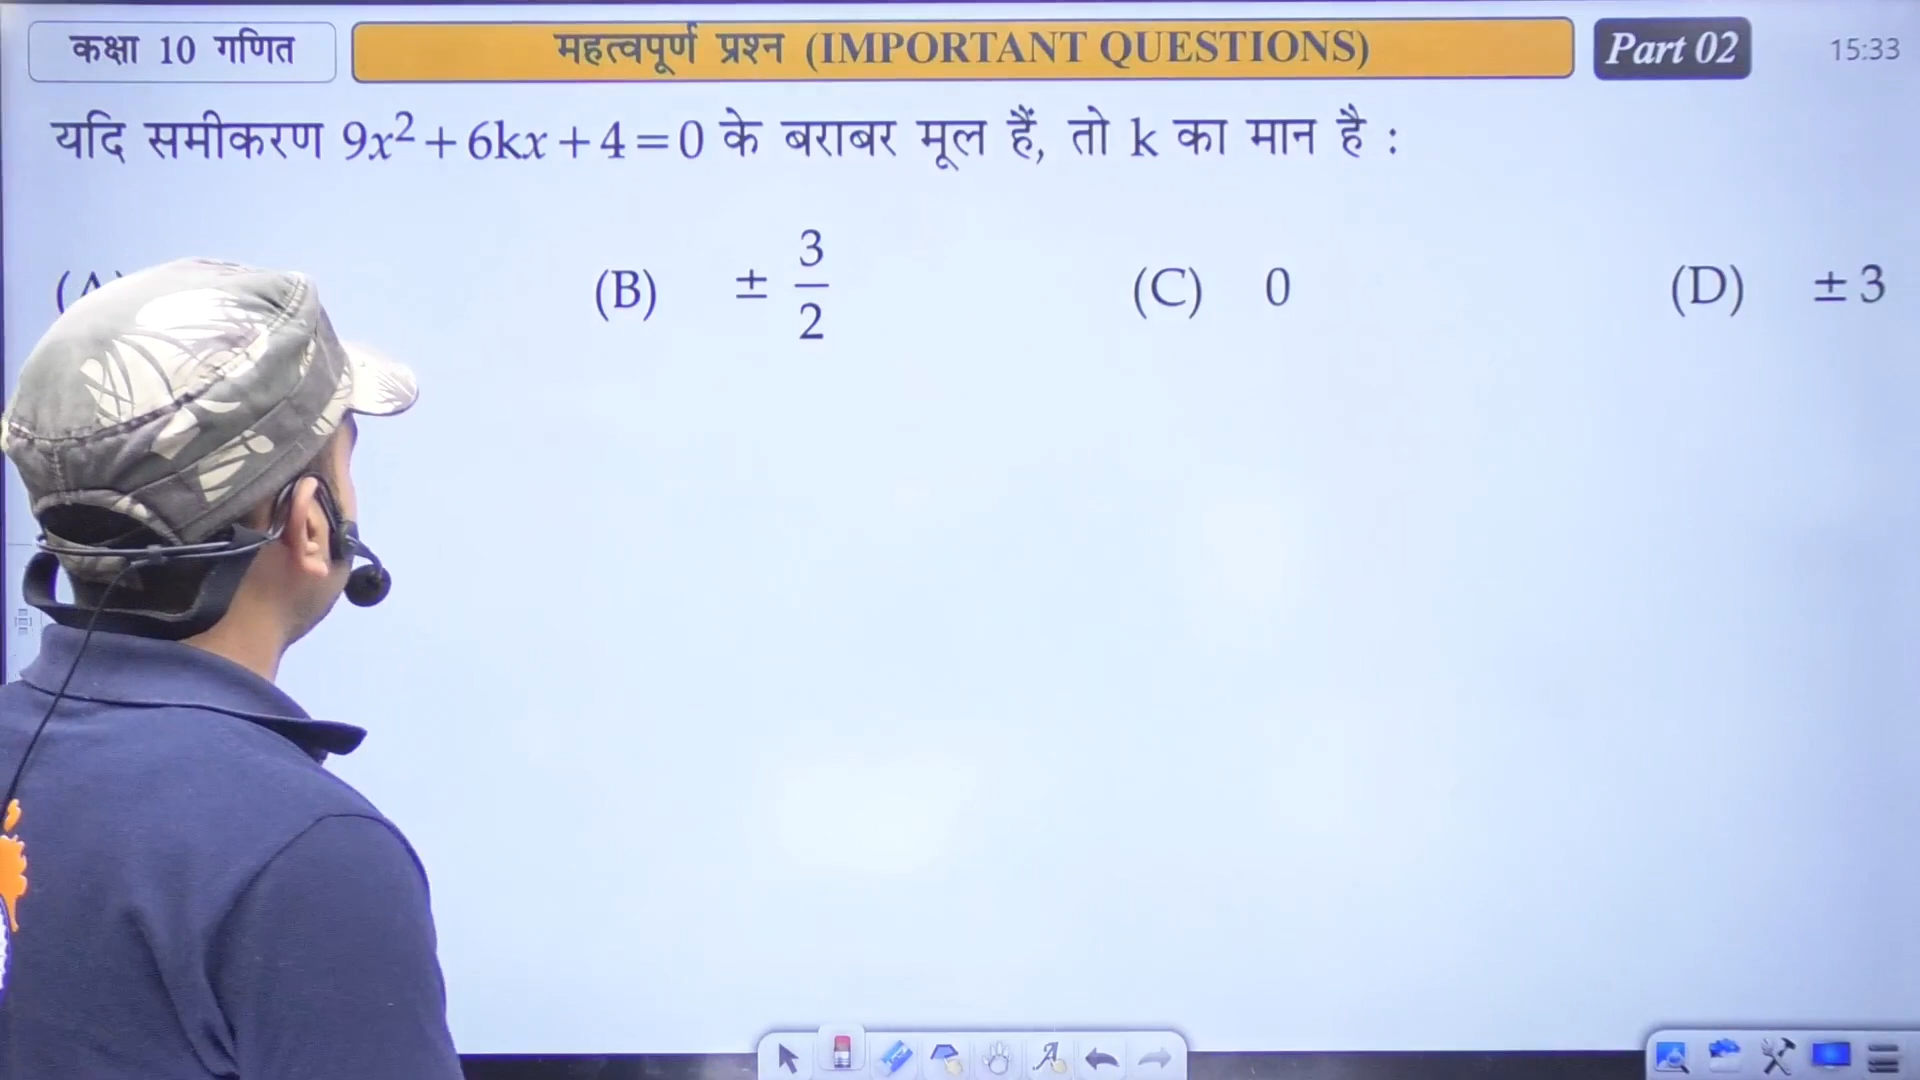 कक्षा 10 गणित
महत्वपूर्ण प्रश्न (IMPORTANT QUESTIONS)
Part 02
15:33
यदि समीकरण 9x²+6kx+4=0 के बराबर मूल हैं, तो k का मान है :
(B) ± 3/2 (C) 0 (D) ±3